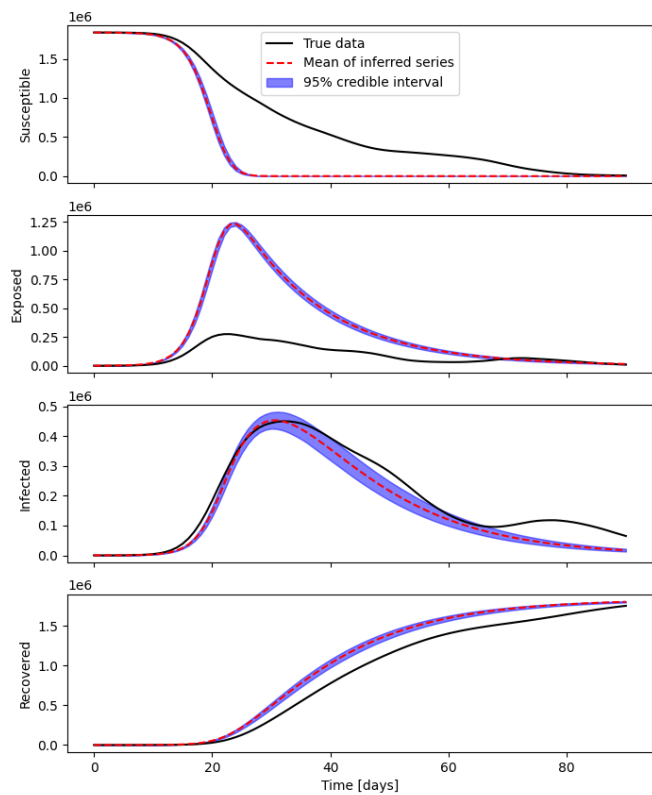 1e6
Susceptible
1.5
1.0
0.5
0.0
True data
Mean of inferred series
95% credible interval
1e6
Exposed
1.25
1.00
0.75
0.50
0.25
0.00
1e6
Infected
0.5
0.4
0.3
0.2
0.1
0.0
1e6
Recovered
1.5
1.0
0.5
0.0
0 20 40 60 80
Time [days]